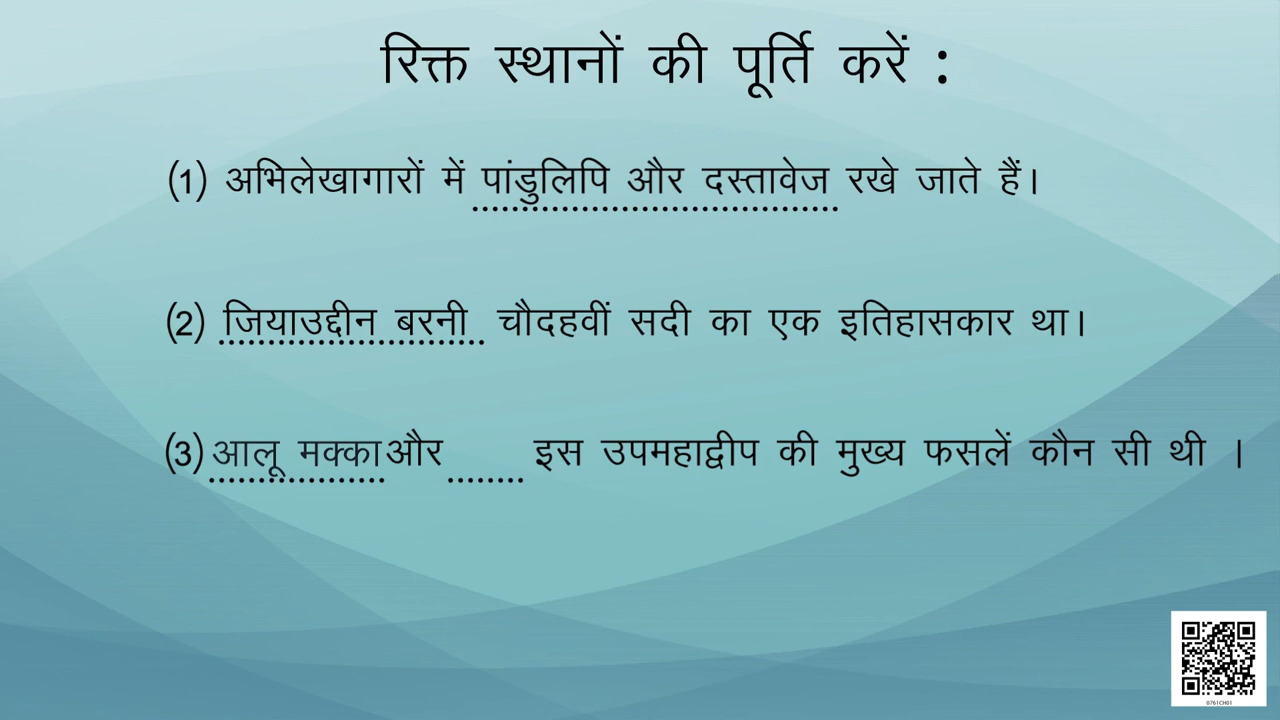 रिक्त स्थानों की पूर्ति करें :
(1) अभिलेखागारों में पांडुलिपि और दस्तावेज रखे जाते हैं।
(2) जियाउद्दीन बरनी चौदहवीं सदी का एक इतिहासकार था।
(3) आलू मक्का और ........ इस उपमहाद्वीप की मुख्य फसलें कौन सी थी ।
0761CH01